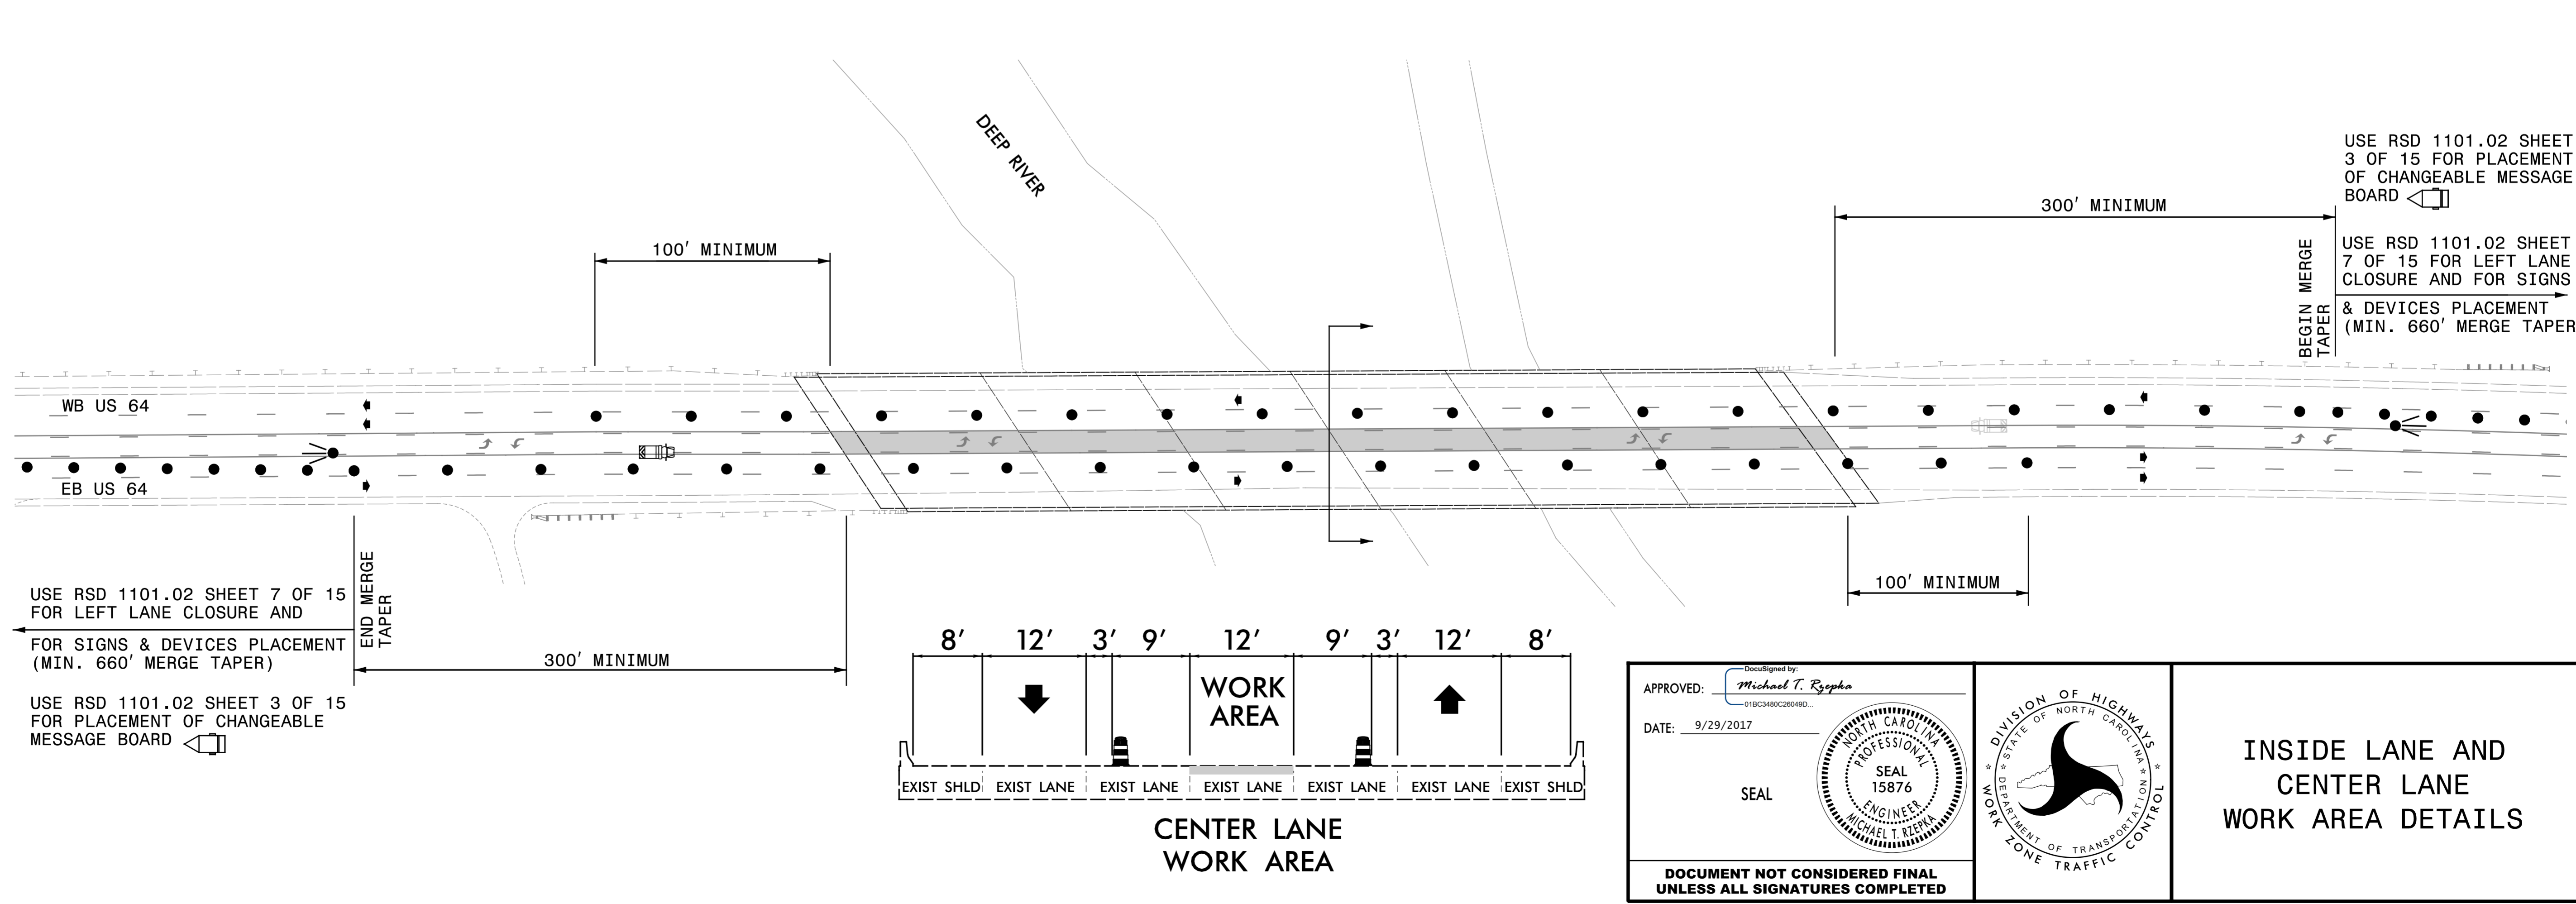 DEEP RIVER
USE RSD 1101.02 SHEET
3 OF 15 FOR PLACEMENT
OF CHANGEABLE MESSAGE
BOARD
300' MINIMUM
100' MINIMUM
BEGIN MERGE
TAPER
USE RSD 1101.02 SHEET
7 OF 15 FOR LEFT LANE
CLOSURE AND FOR SIGNS
& DEVICES PLACEMENT
(MIN. 660' MERGE TAPER
WB US 64
EB US 64
END MERGE
TAPER
USE RSD 1101.02 SHEET 7 OF 15
FOR LEFT LANE CLOSURE AND
FOR SIGNS & DEVICES PLACEMENT
(MIN. 660' MERGE TAPER)
300' MINIMUM
USE RSD 1101.02 SHEET 3 OF 15
FOR PLACEMENT OF CHANGEABLE
MESSAGE BOARD
100' MINIMUM
8' 12' 3' 9' 12' 9' 3' 12' 8'
WORK
AREA
EXIST SHLD EXIST LANE EXIST LANE EXIST LANE EXIST LANE EXIST LANE EXIST SHLD
CENTER LANE
WORK AREA
DocuSigned by:
APPROVED: Michael T. Rzepka
01BC3480C26049D...
DATE: 9/29/2017
SEAL
NORTH CAROLINA
PROFESSIONAL
SEAL
15876
ENGINEER
MICHAEL T. RZEPKA
DOCUMENT NOT CONSIDERED FINAL
UNLESS ALL SIGNATURES COMPLETED
DIVISION OF HIGHWAYS
STATE OF NORTH CAROLINA
DEPARTMENT OF TRANSPORTATION
WORK ZONE TRAFFIC CONTROL
INSIDE LANE AND
CENTER LANE
WORK AREA DETAILS